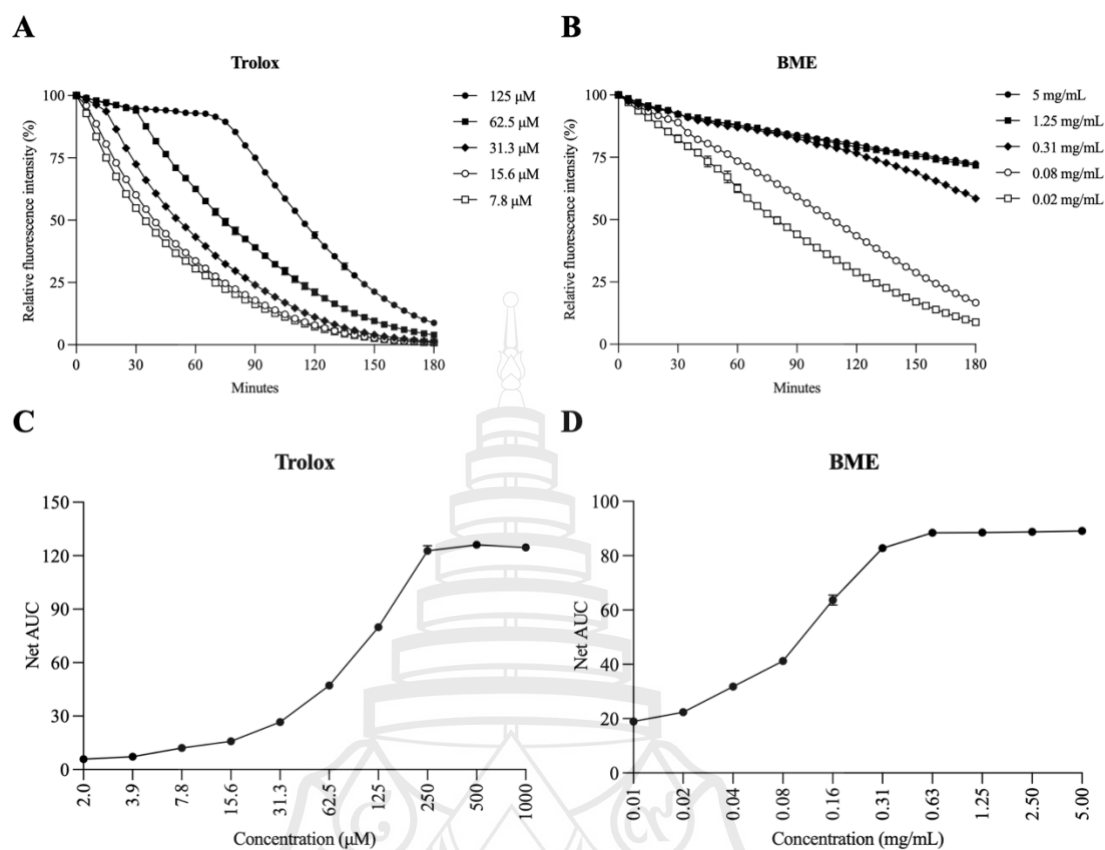 A
Trolox
Relative fluorescence intensity (%)
100
75
50
25
0
0 30 60 90 120 150 180
Minutes
125 µM
62.5 µM
31.3 µM
15.6 µM
7.8 µM
B
BME
Relative fluorescence intensity (%)
100
75
50
25
0
0 30 60 90 120 150 180
Minutes
5 mg/mL
1.25 mg/mL
0.31 mg/mL
0.08 mg/mL
0.02 mg/mL
C
Trolox
Net AUC
150
120
90
60
30
0
2.0 3.9 7.8 15.6 31.3 62.5 125 250 500 1000
Concentration (µM)
D
BME
Net AUC
100
80
60
40
20
0
0.01 0.02 0.04 0.08 0.16 0.31 0.63 1.25 2.50 5.00
Concentration (mg/mL)